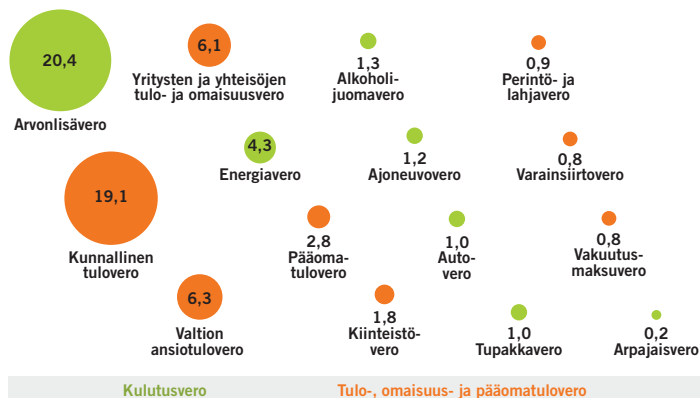 20,4
Arvonlisävero
6,1
Yritysten ja yhteisöjen
tulo- ja omaisuusvero
1,3
Alkoholi-
juomavero
0,9
Perintö- ja
lahjavero
4,3
Energiavero
1,2
Ajoneuvovero
0,8
Varainsiirtovero
19,1
Kunnallinen
tulovero
2,8
Pääoma-
tulovero
1,0
Auto-
vero
0,8
Vakuutus-
maksuvero
6,3
Valtion
ansiotulovero
1,8
Kiinteistö-
vero
1,0
Tupakkavero
0,2
Arpajaisvero
Kulutusvero
Tulo-, omaisuus- ja pääomatulovero